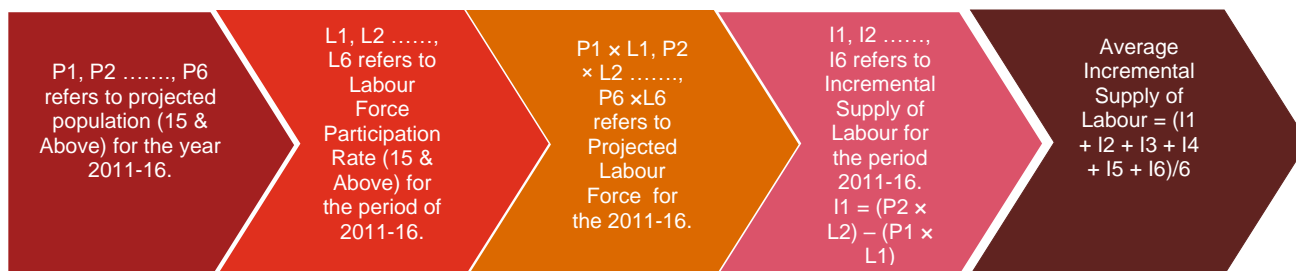 P1, P2 ……., P6
refers to projected
population (15 &
Above) for the year
2011-16.
L1, L2 ……,
L6 refers to
Labour
Force
Participation
Rate (15 &
Above) for
the period of
2011-16.
P1 × L1, P2
× L2 …….,
P6 ×L6
refers to
Projected
Labour
Force for
the 2011-16.
I1, I2 ……,
I6 refers to
Incremental
Supply of
Labour for
the period
2011-16.
I1 = (P2 ×
L2) – (P1 ×
L1)
Average
Incremental
Supply of
Labour = (I1
+ I2 + I3 + I4
+ I5 + I6)/6